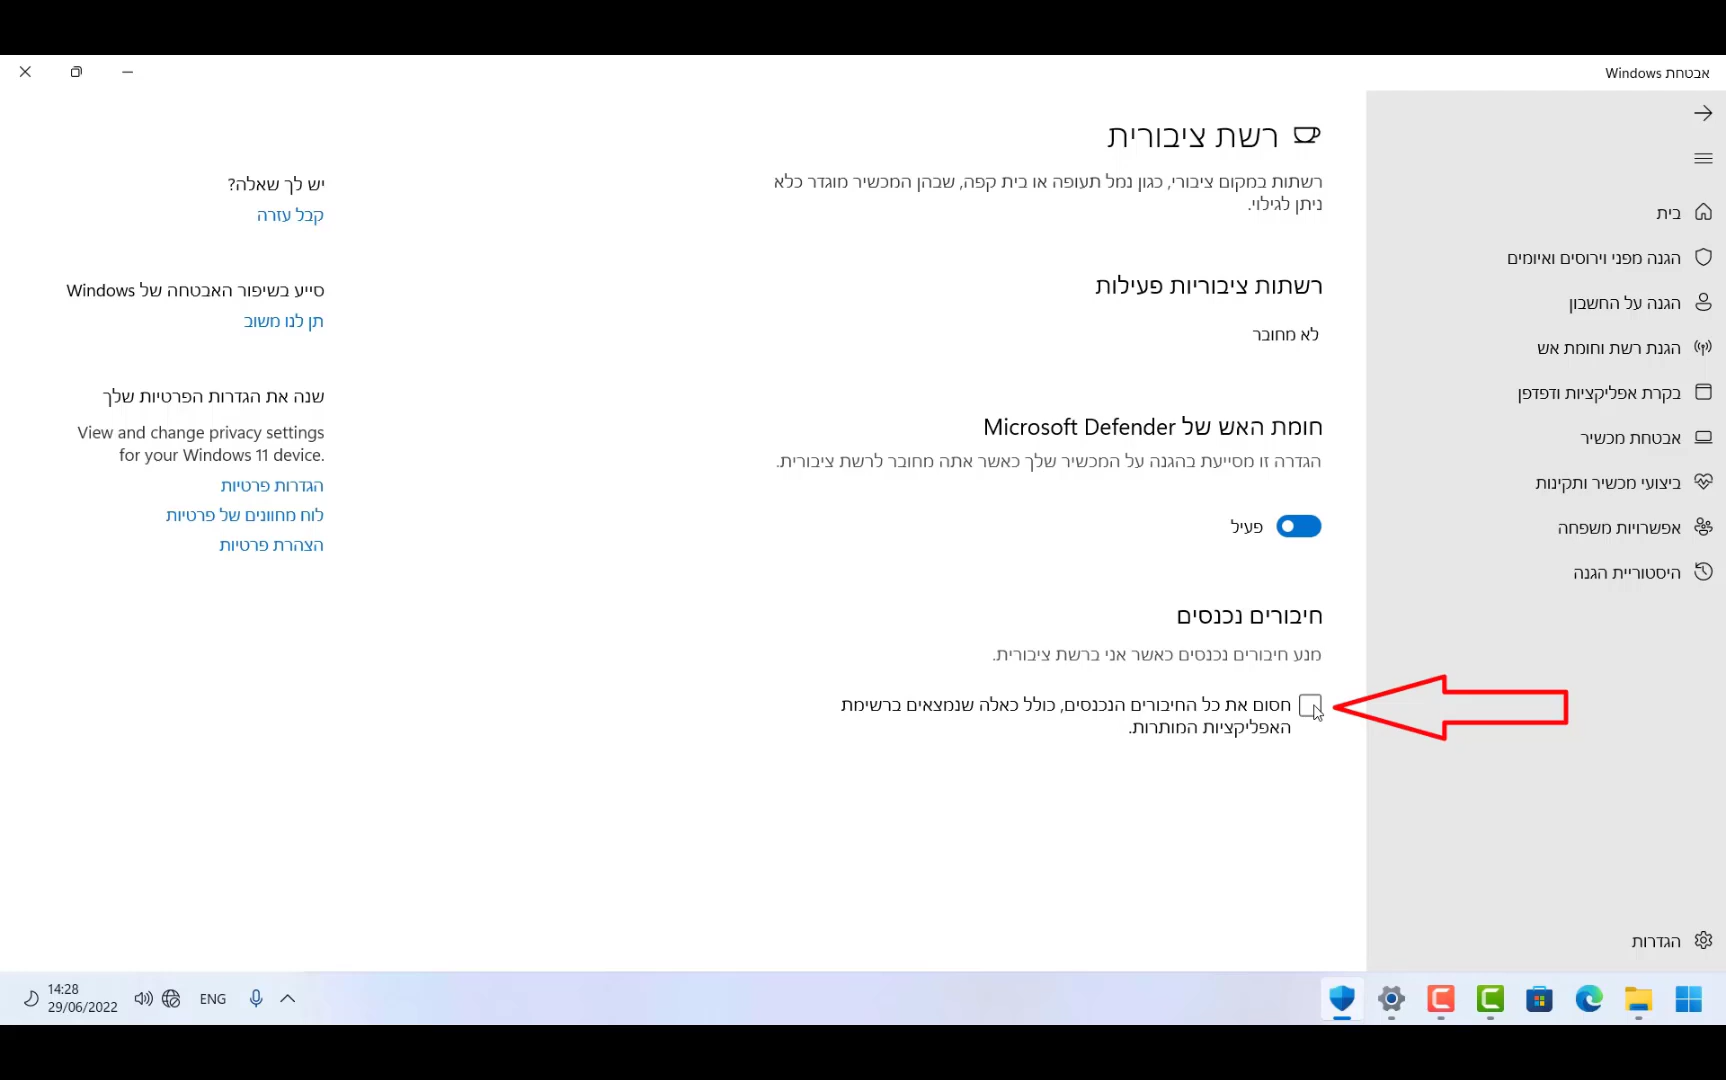 אבטחת Windows
בית
הגנה מפני וירוסים ואיומים
הגנה על החשבון
הגנת רשת וחומת אש
בקרת אפליקציות ודפדפן
אבטחת מכשיר
ביצועי מכשיר ותקינות
אפשרויות משפחה
היסטוריית הגנה
הגדרות
רשת ציבורית
רשתות במקום ציבורי, כגון נמל תעופה או בית קפה, שבהן המכשיר מוגדר כלא
ניתן לגילוי.
רשתות ציבוריות פעילות
לא מחובר
חומת האש של Microsoft Defender
הגדרה זו מסייעת בהגנה על המכשיר שלך כאשר אתה מחובר לרשת ציבורית.
פעיל
חיבורים נכנסים
מנע חיבורים נכנסים כאשר אני ברשת ציבורית.
חסום את כל החיבורים הנכנסים, כולל כאלה שנמצאים ברשימת
האפליקציות המותרות.
יש לך שאלה?
קבל עזרה
סייע בשיפור האבטחה של Windows
תן לנו משוב
שנה את הגדרות הפרטיות שלך
View and change privacy settings
for your Windows 11 device.
הגדרות פרטיות
לוח מחוונים של פרטיות
הצהרת פרטיות
ENG
14:28
29/06/2022